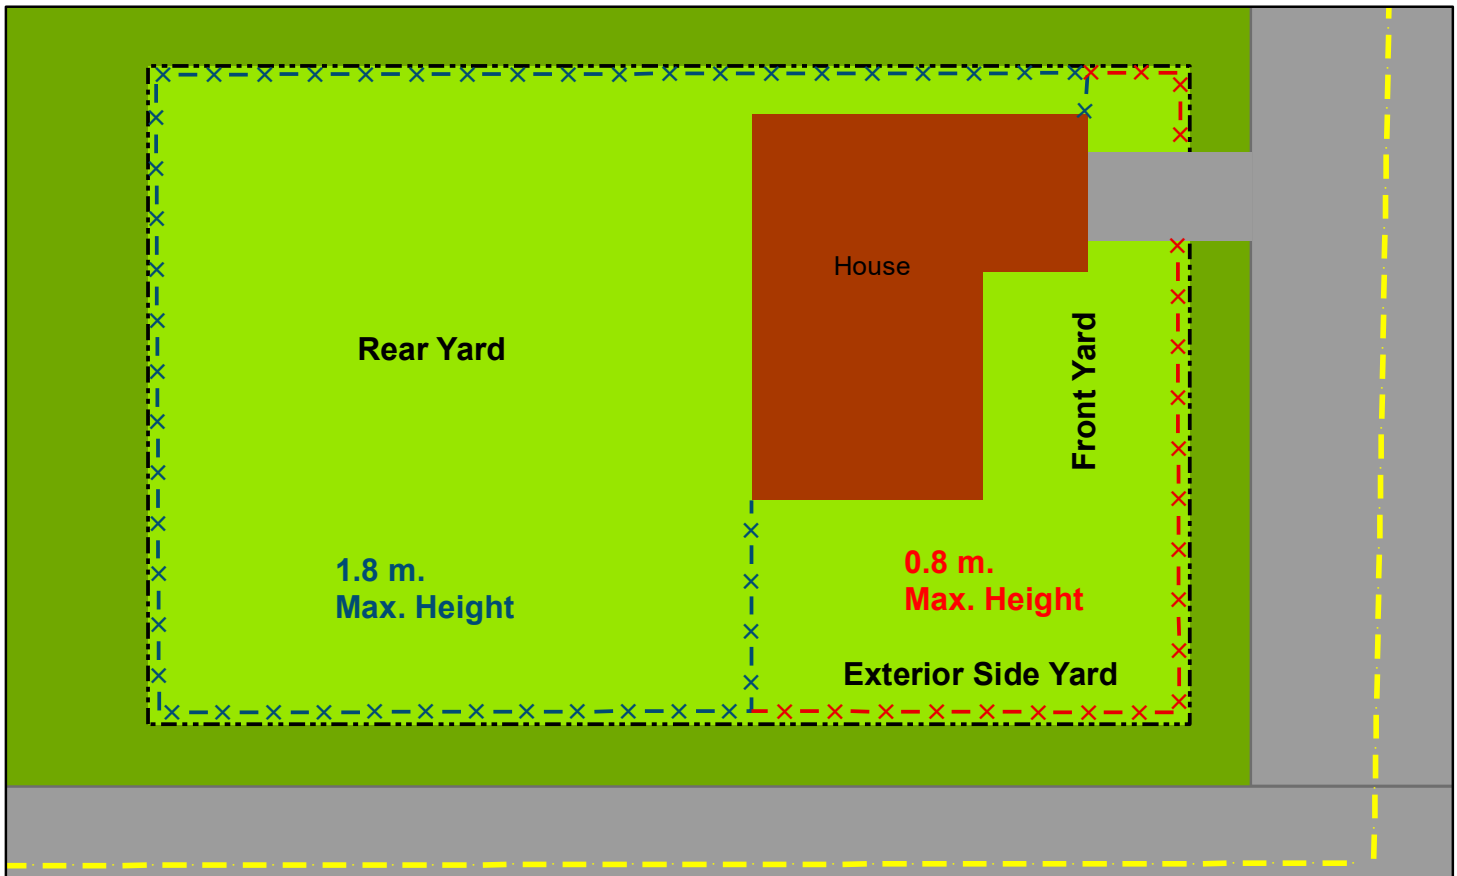 House
Rear Yard
Front Yard
1.8 m.
Max. Height
0.8 m.
Max. Height
Exterior Side Yard